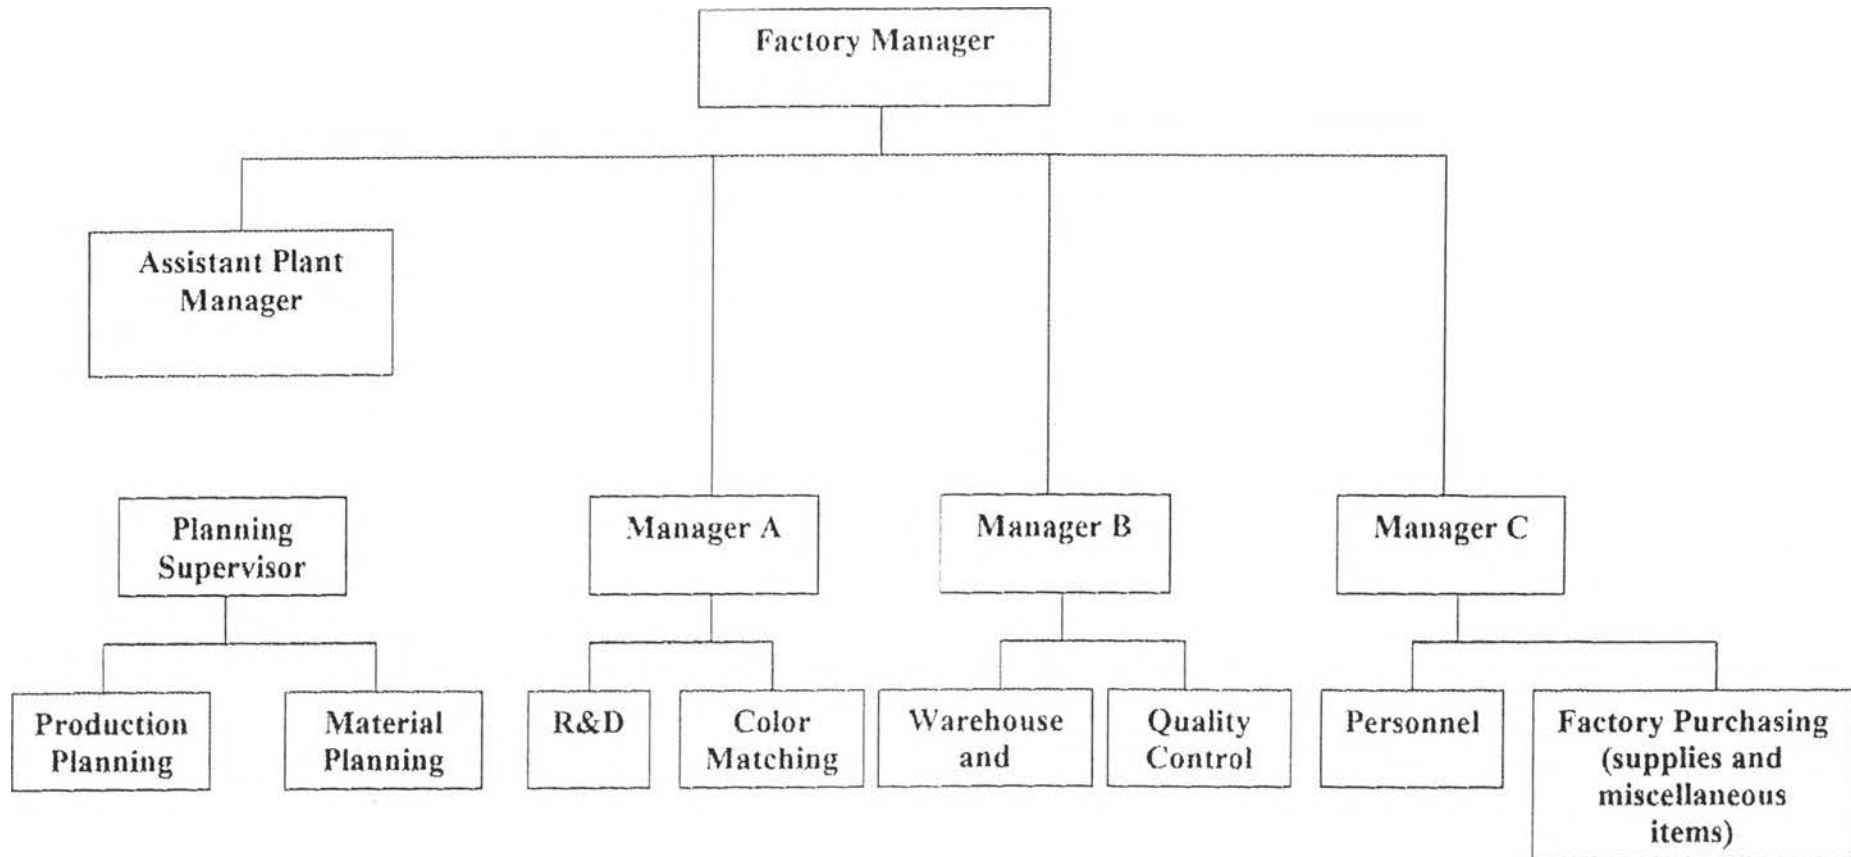 Factory Manager
Assistant Plant
Manager
Planning
Supervisor
Manager A
Manager B
Manager C
Production
Planning
Material
Planning
R&D
Color
Matching
Warehouse
and
Quality
Control
Personnel
Factory Purchasing
(supplies and
miscellaneous
items)